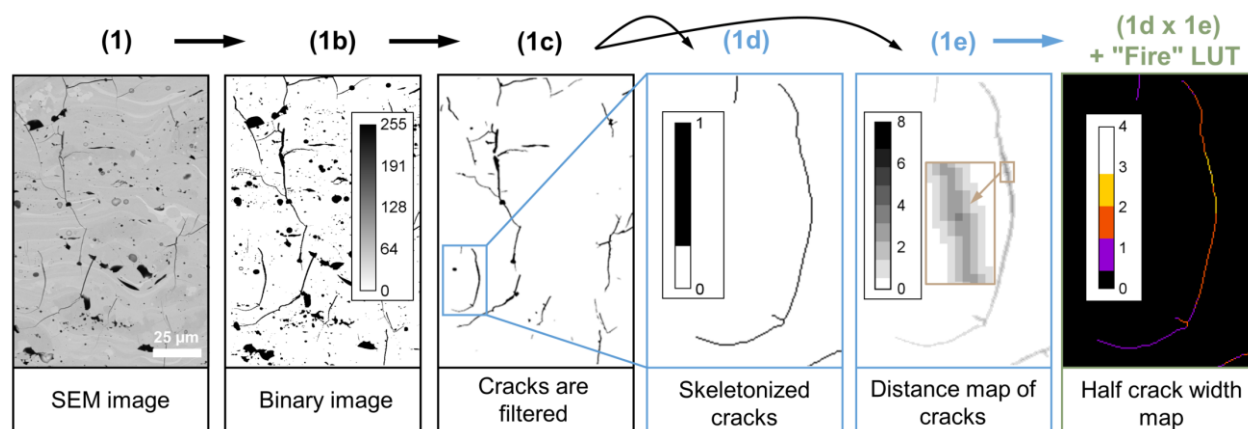 (1)
(1b)
(1c)
(1d)
(1e)
(1d x 1e)
+ "Fire" LUT
25 µm
255
191
128
64
0
1
0
8
6
4
2
0
4
3
2
1
0
SEM image
Binary image
Cracks are
filtered
Skeletonized
cracks
Distance map of
cracks
Half crack width
map